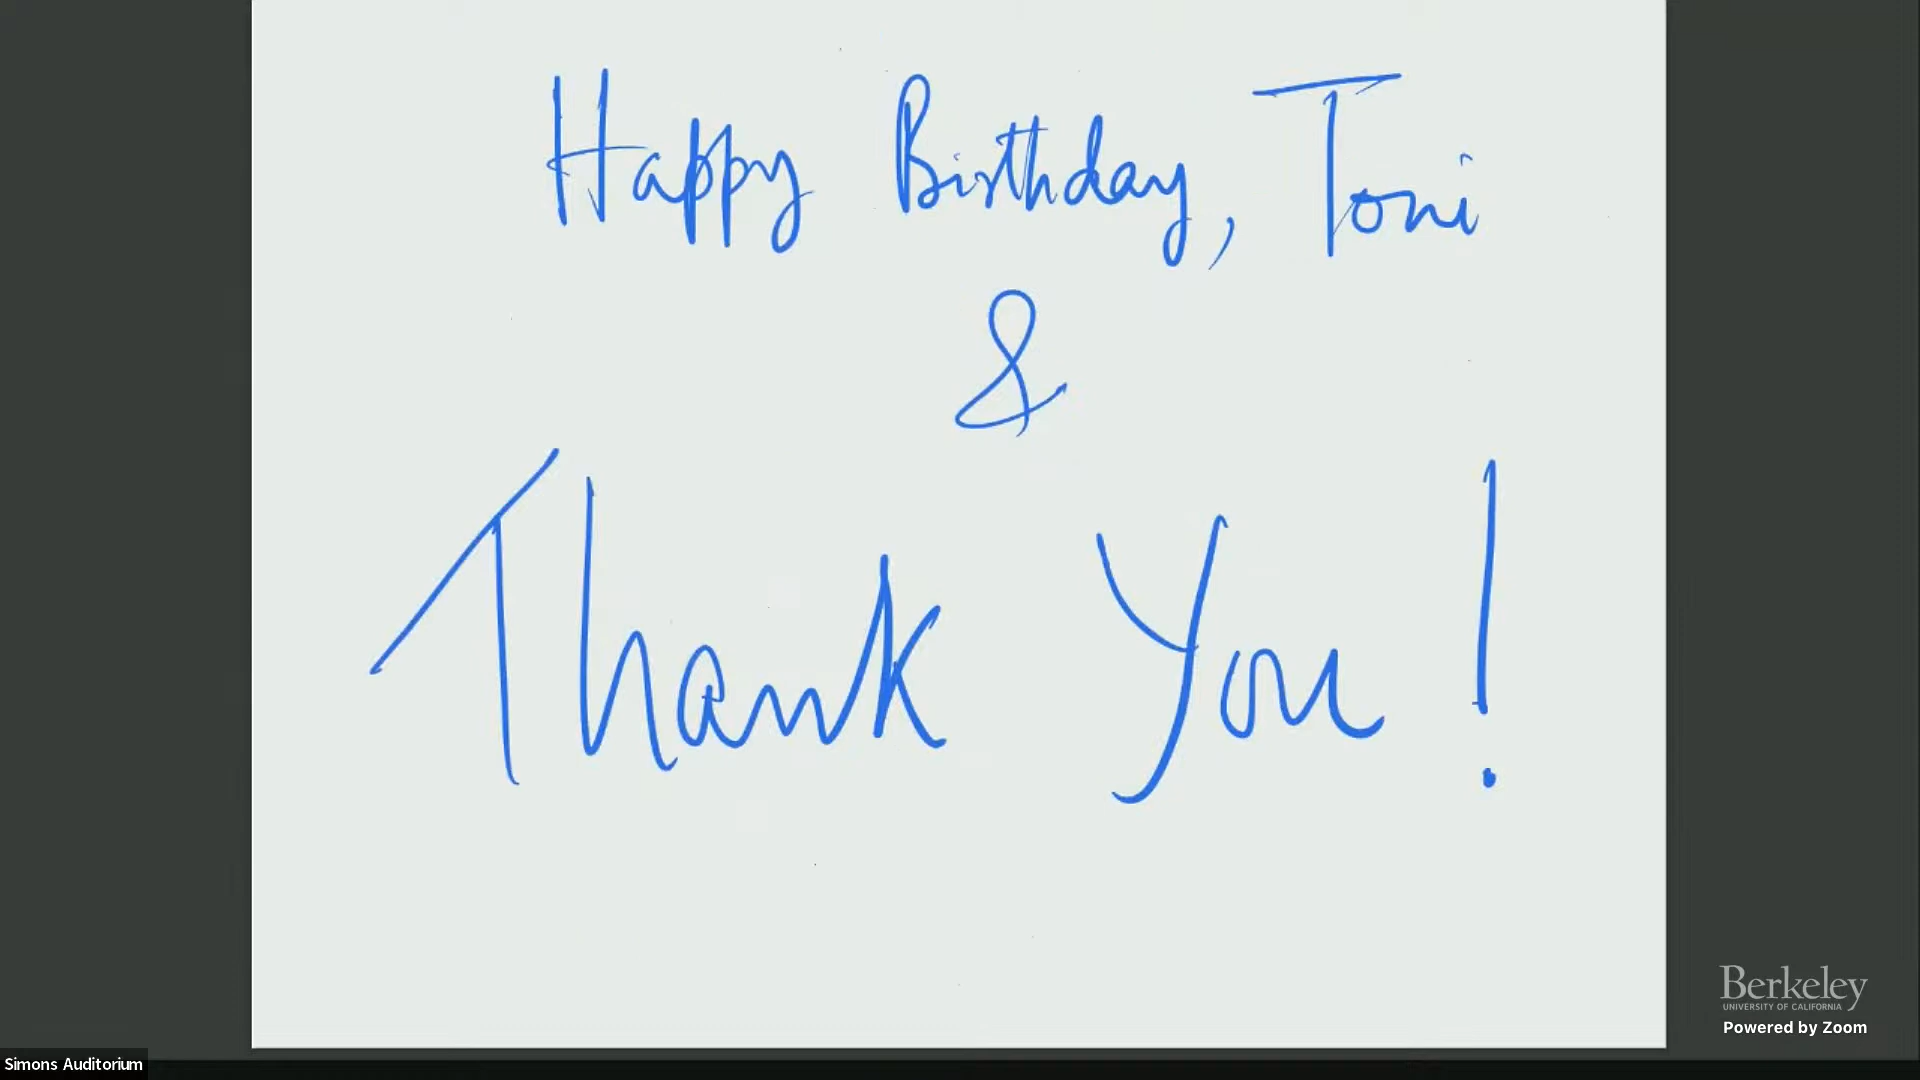 Happy Birthday, Toni
&
Thank You!
Berkeley
UNIVERSITY OF CALIFORNIA
Powered by Zoom
Simons Auditorium